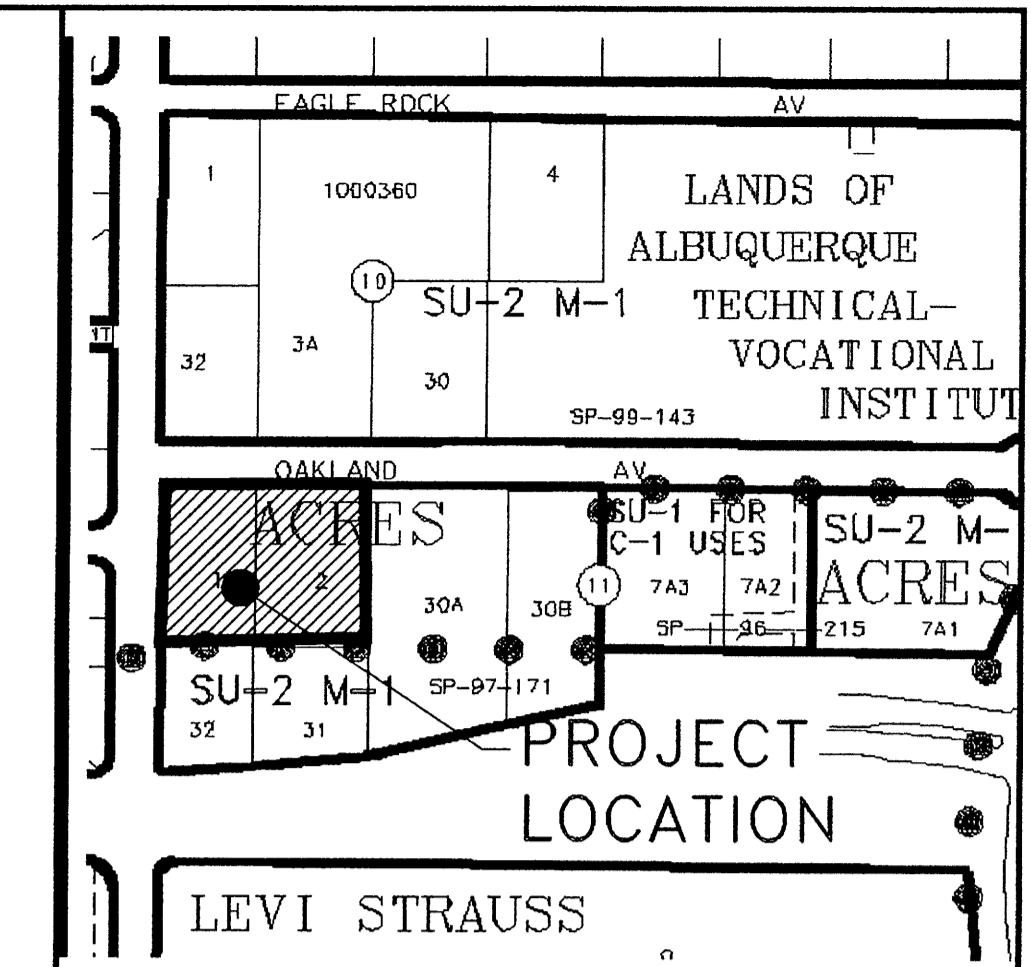 EAGLE ROCK AV
1
1000360
4
LANDS OF
ALBUQUERQUE
TECHNICAL-
VOCATIONAL
INSTITUT
10
SU-2 M-1
32
3A
30
SP-99-143
OAKLAND AV
ACRES
1
2
30A
30B
11
SU-1 FOR
C-1 USES
7A3
7A2
SP-96-215
SU-2 M-
ACRES
7A1
SU-2 M-1
SP-97-171
32
31
PROJECT
LOCATION
LEVI STRAUSS